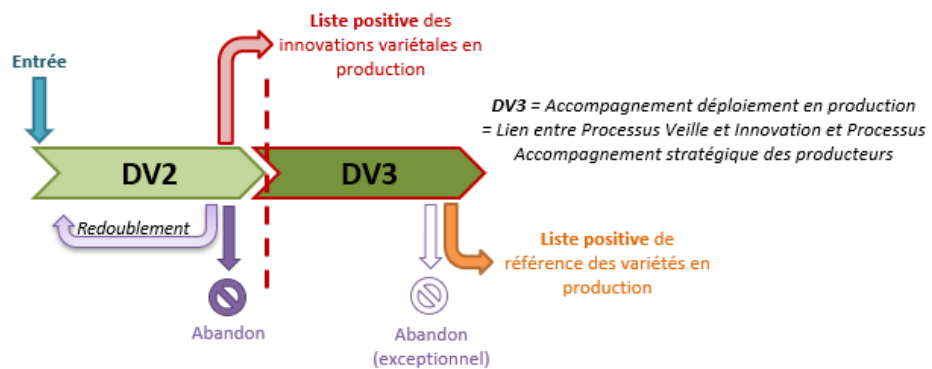 Liste positive des
innovations variétales en
production
Entrée
DV3 = Accompagnement déploiement en production
= Lien entre Processus Veille et Innovation et Processus
Accompagnement stratégique des producteurs
DV2
DV3
Redoublement
Liste positive de
référence des variétés en
production
Abandon
Abandon
(exceptionnel)